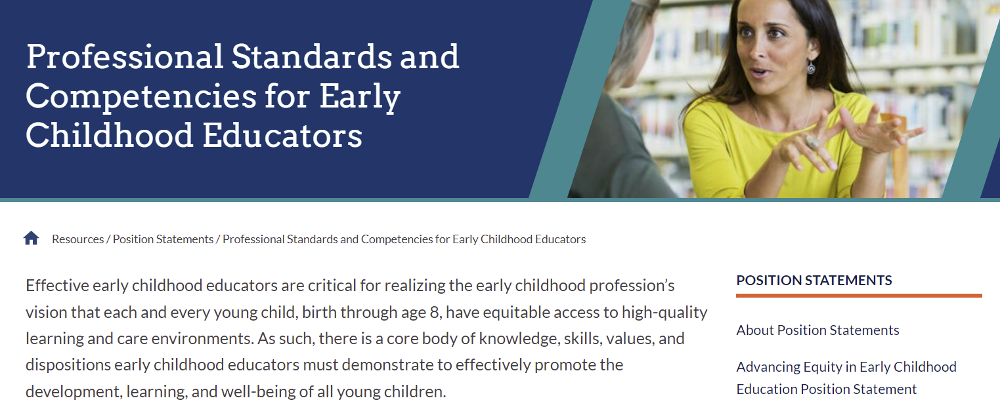 Professional Standards and
Competencies for Early
Childhood Educators
Resources / Position Statements / Professional Standards and Competencies for Early Childhood Educators
Effective early childhood educators are critical for realizing the early childhood profession’s
vision that each and every young child, birth through age 8, have equitable access to high-quality
learning and care environments. As such, there is a core body of knowledge, skills, values, and
dispositions early childhood educators must demonstrate to effectively promote the
development, learning, and well-being of all young children.
POSITION STATEMENTS
About Position Statements
Advancing Equity in Early Childhood
Education Position Statement